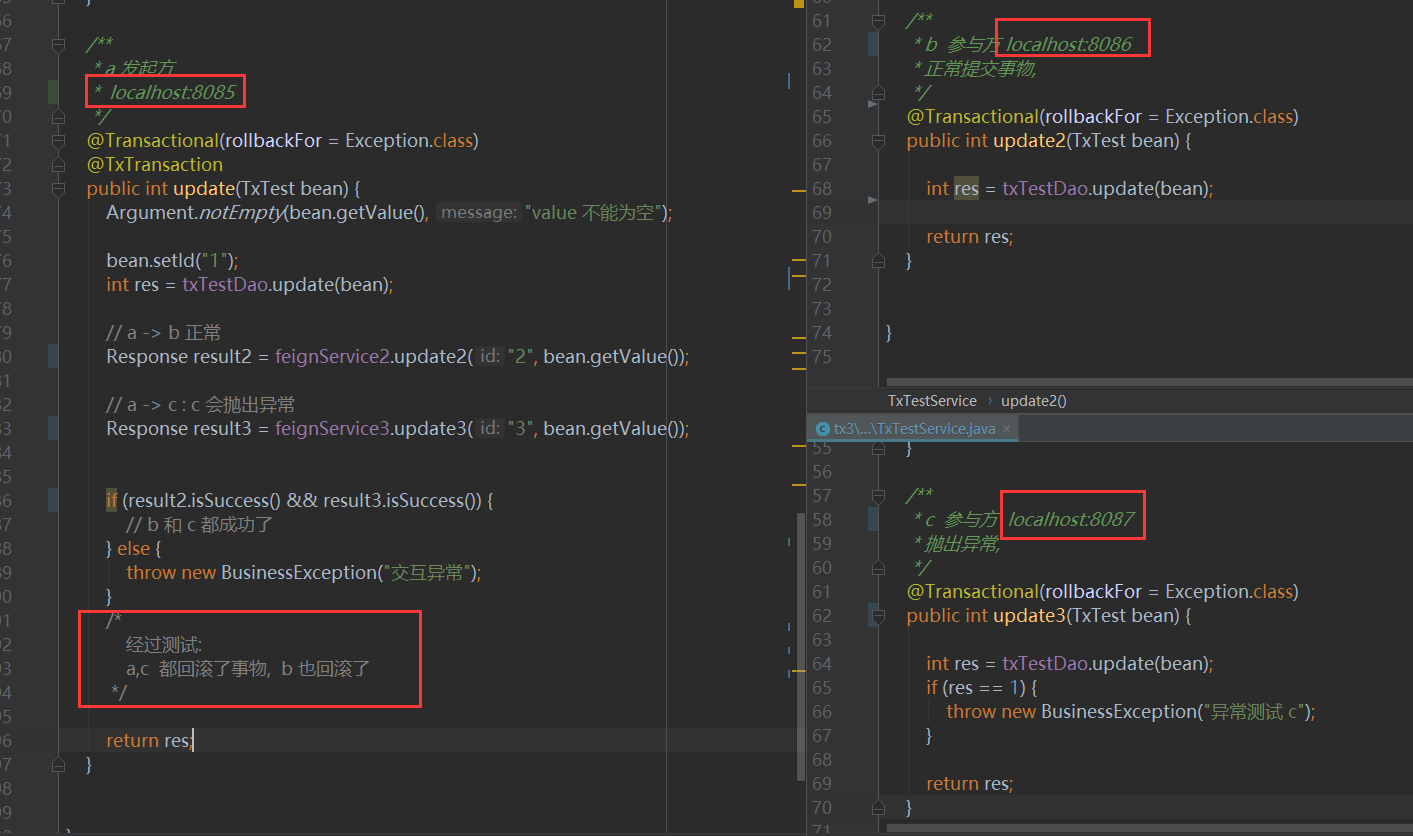 66
67
/**
68
* a 发起方
69
* localhost:8085
70
*/
71
@Transactional(rollbackFor = Exception.class)
72
@TxTransaction
73
public int update(TxTest bean) {
74
Argument.notEmpty(bean.getValue(), message: "value 不能为空");
75
76
bean.setId("1");
77
int res = txTestDao.update(bean);
78
79
// a -> b 正常
80
Response result2 = feignService2.update2( id: "2", bean.getValue());
81
82
// a -> c : c 会抛出异常
83
Response result3 = feignService3.update3( id: "3", bean.getValue());
84
85
86
if (result2.isSuccess() && result3.isSuccess()) {
87
// b 和 c 都成功了
88
} else {
89
throw new BusinessException("交互异常");
90
}
91
/*
92
经过测试:
93
a,c 都回滚了事物, b 也回滚了
94
*/
95
96
return res;
97
}
98
99
61 /**
62 * b 参与方 localhost:8086
63 * 正常提交事物,
64 */
65 @Transactional(rollbackFor = Exception.class)
66 public int update2(TxTest bean) {
67
68 int res = txTestDao.update(bean);
69
70 return res;
71 }
72
73
74 }
75
TxTestService › update2()
tx3\...\TxTestService.java ×
55 }
56
57 /**
58 * c 参与方 localhost:8087
59 * 抛出异常,
60 */
61 @Transactional(rollbackFor = Exception.class)
62 public int update3(TxTest bean) {
63
64 int res = txTestDao.update(bean);
65 if (res == 1) {
66 throw new BusinessException("异常测试 c");
67 }
68
69 return res;
70 }
71